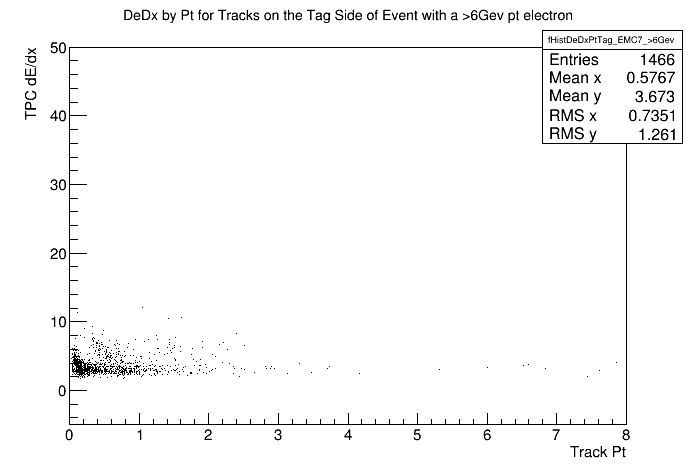 DeDx by Pt for Tracks on the Tag Side of Event with a >6Gev pt electron
fHistDeDxPtTag_EMC7_>6Gev
Entries 1466
Mean x 0.5767
Mean y 3.673
RMS x 0.7351
RMS y 1.261
TPC dE/dx
50
40
30
20
10
0
0 1 2 3 4 5 6 7 8
Track Pt